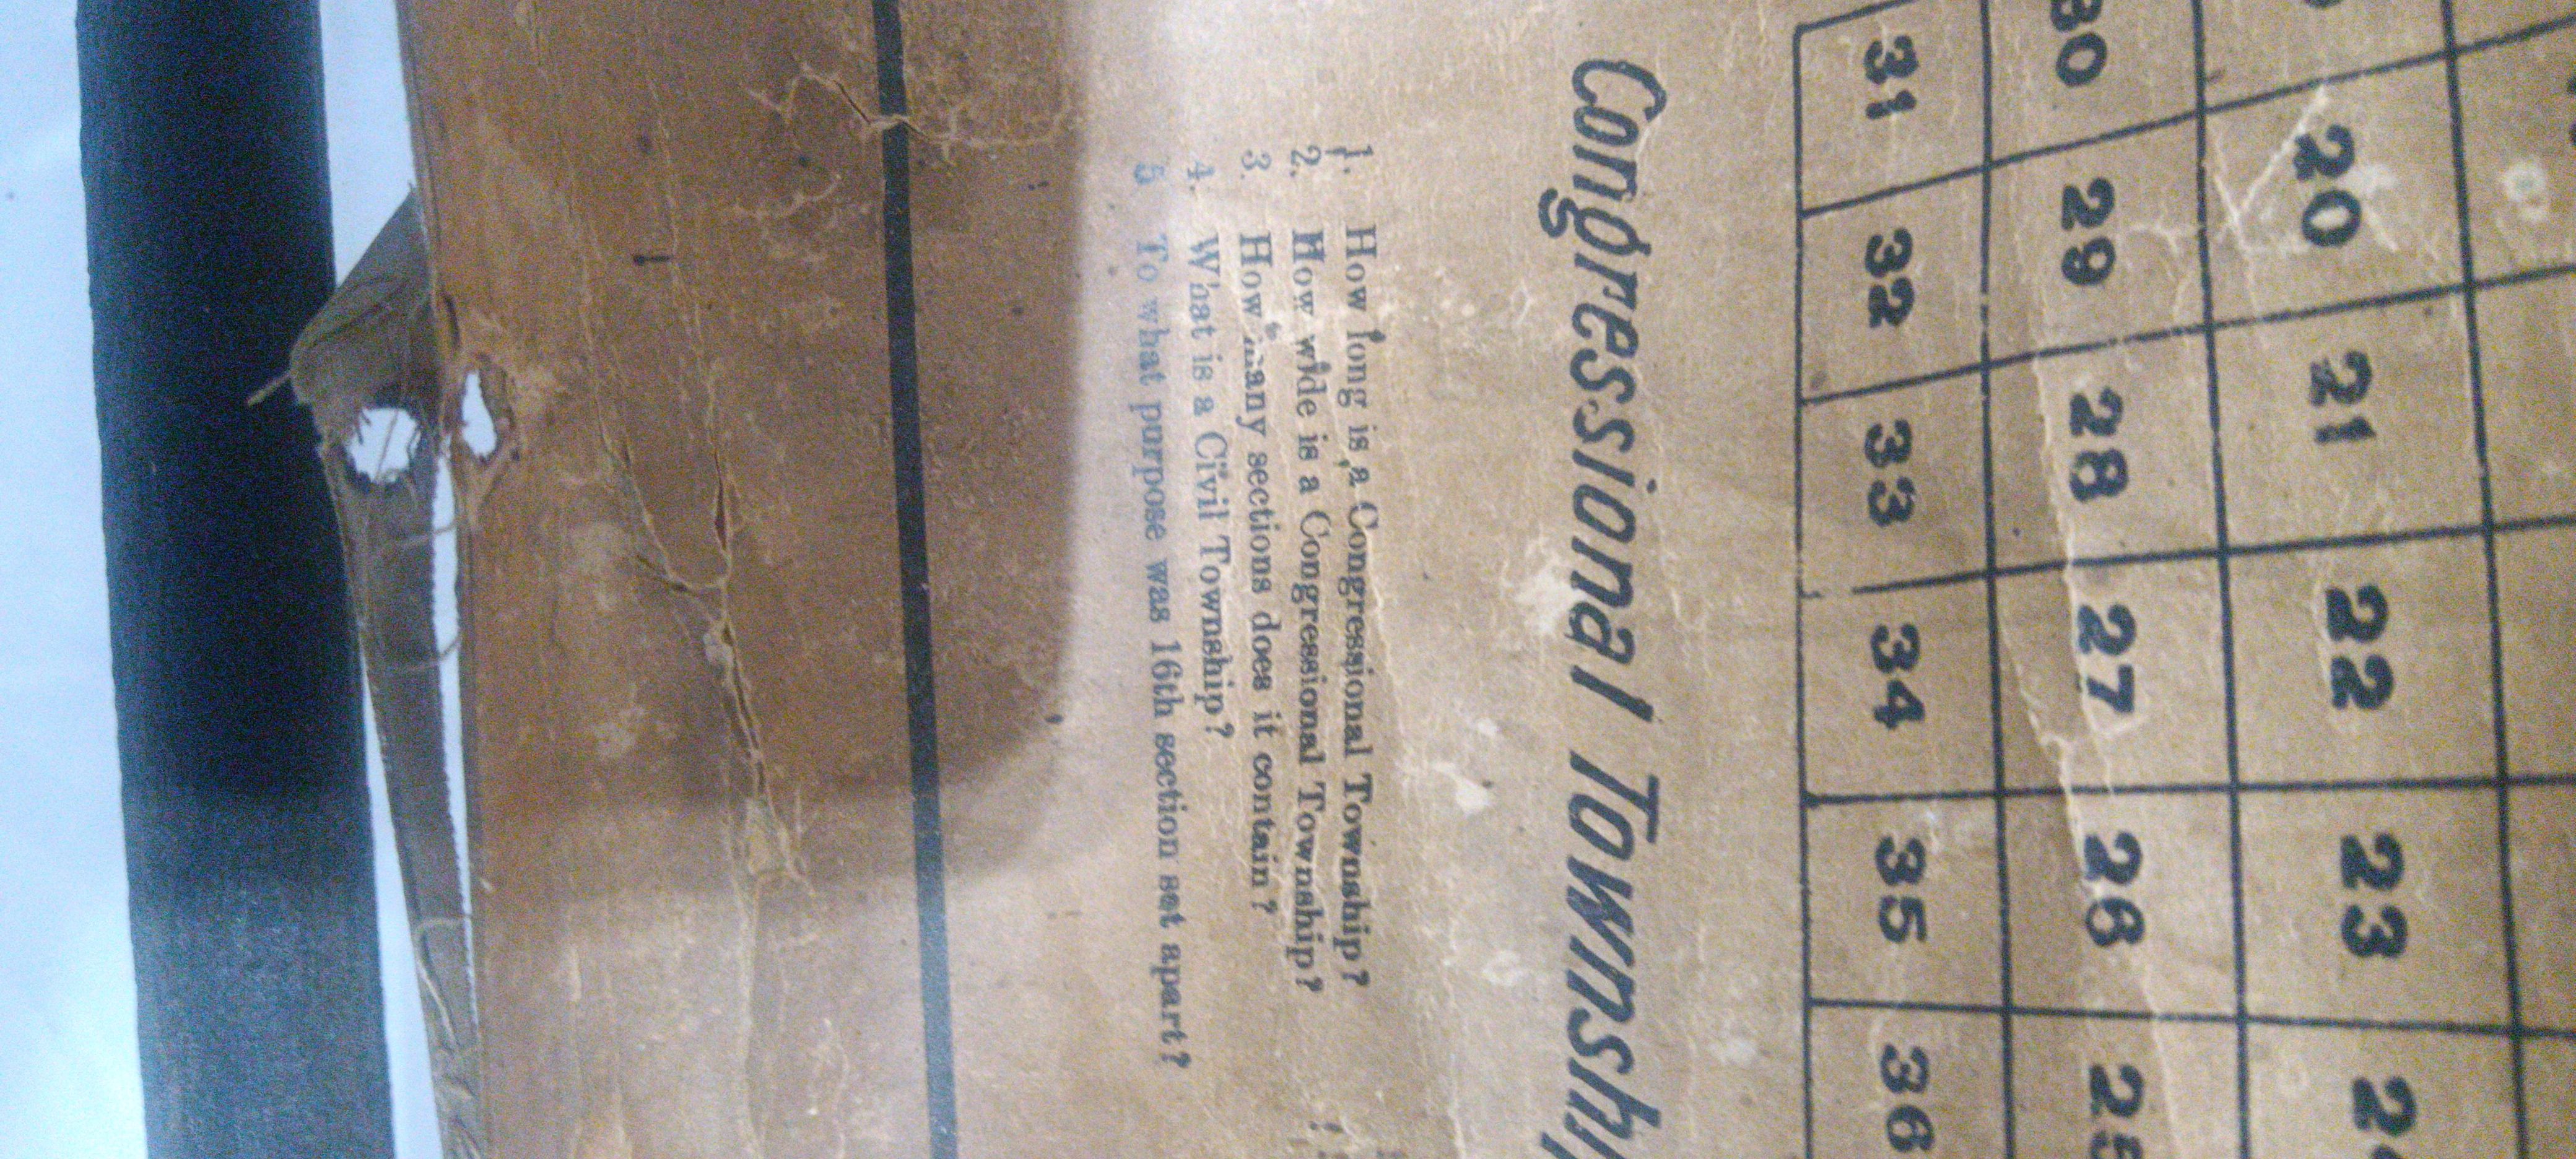 20 21 22 23
30 29 28 27 26 25
31 32 33 34 35 36
Congressional Township
1. How long is a Congressional Township?
2. How wide is a Congressional Township?
3. How many sections does it contain?
4. What is a Civil Township?
5. To what purpose was 16th section set apart?